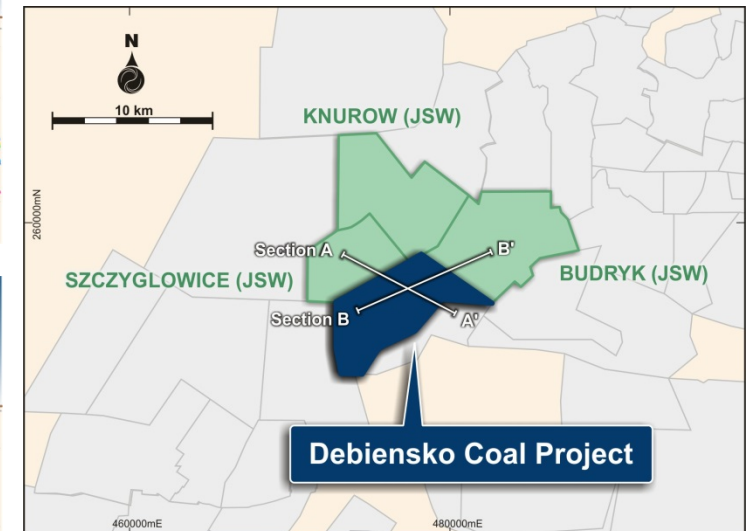 N
10 km
KNUROW (JSW)
260000mN
Section A
B'
SZCZYGLOWICE (JSW)
BUDRYK (JSW)
Section B
A'
Debiensko Coal Project
460000mE
480000mE